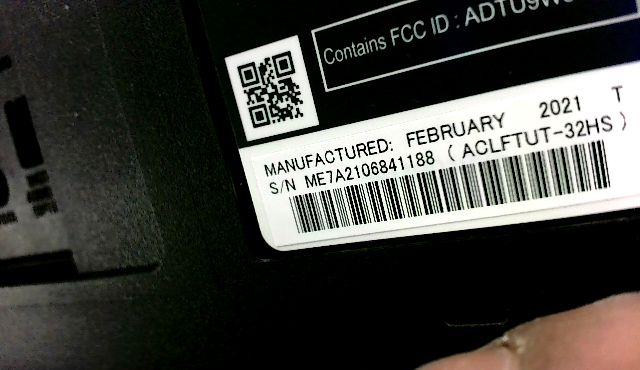 Contains FCC ID : ADTU9W
MANUFACTURED: FEBRUARY 2021 T
S/N ME7A2106841188 ( ACLFTUT-32HS )